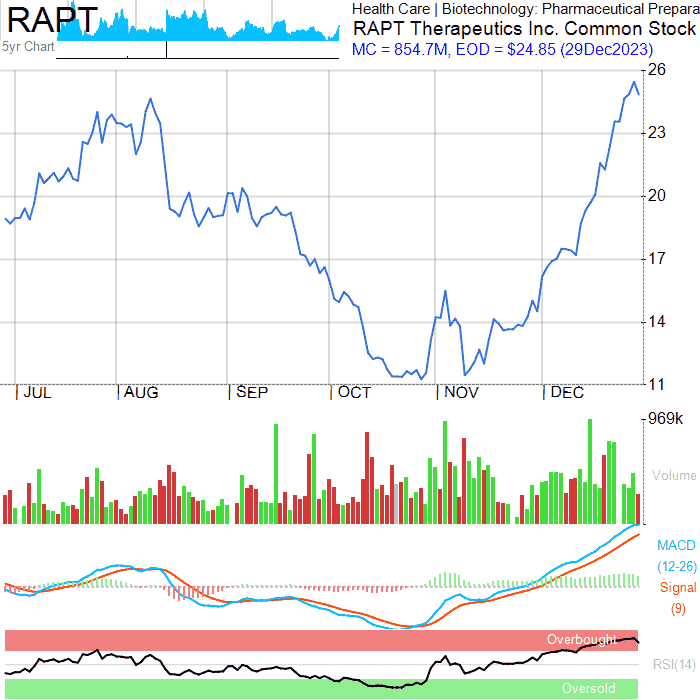 RAPT
5yr Chart
Health Care | Biotechnology: Pharmaceutical Prepara
RAPT Therapeutics Inc. Common Stock
MC = 854.7M, EOD = $24.85 (29Dec2023)
26
23
20
17
14
11
JUL AUG SEP OCT NOV DEC
969k
Volume
MACD
(12-26)
Signal
(9)
Overbought
RSI(14)
Oversold